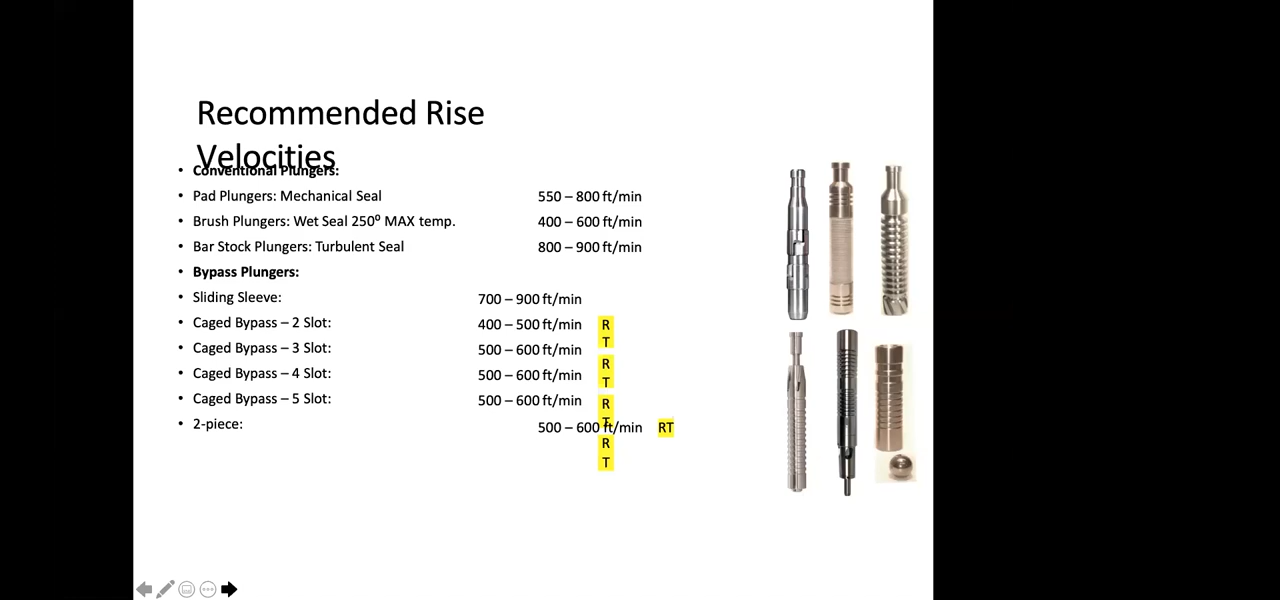 Recommended Rise
Velocities
• Conventional Plungers:
• Pad Plungers: Mechanical Seal 550 – 800 ft/min
• Brush Plungers: Wet Seal 250⁰ MAX temp. 400 – 600 ft/min
• Bar Stock Plungers: Turbulent Seal 800 – 900 ft/min
• Bypass Plungers:
• Sliding Sleeve: 700 – 900 ft/min
• Caged Bypass – 2 Slot: 400 – 500 ft/min RT
• Caged Bypass – 3 Slot: 500 – 600 ft/min RT
• Caged Bypass – 4 Slot: 500 – 600 ft/min RT
• Caged Bypass – 5 Slot: 500 – 600 ft/min RT
• 2-piece: 500 – 600 ft/min RT